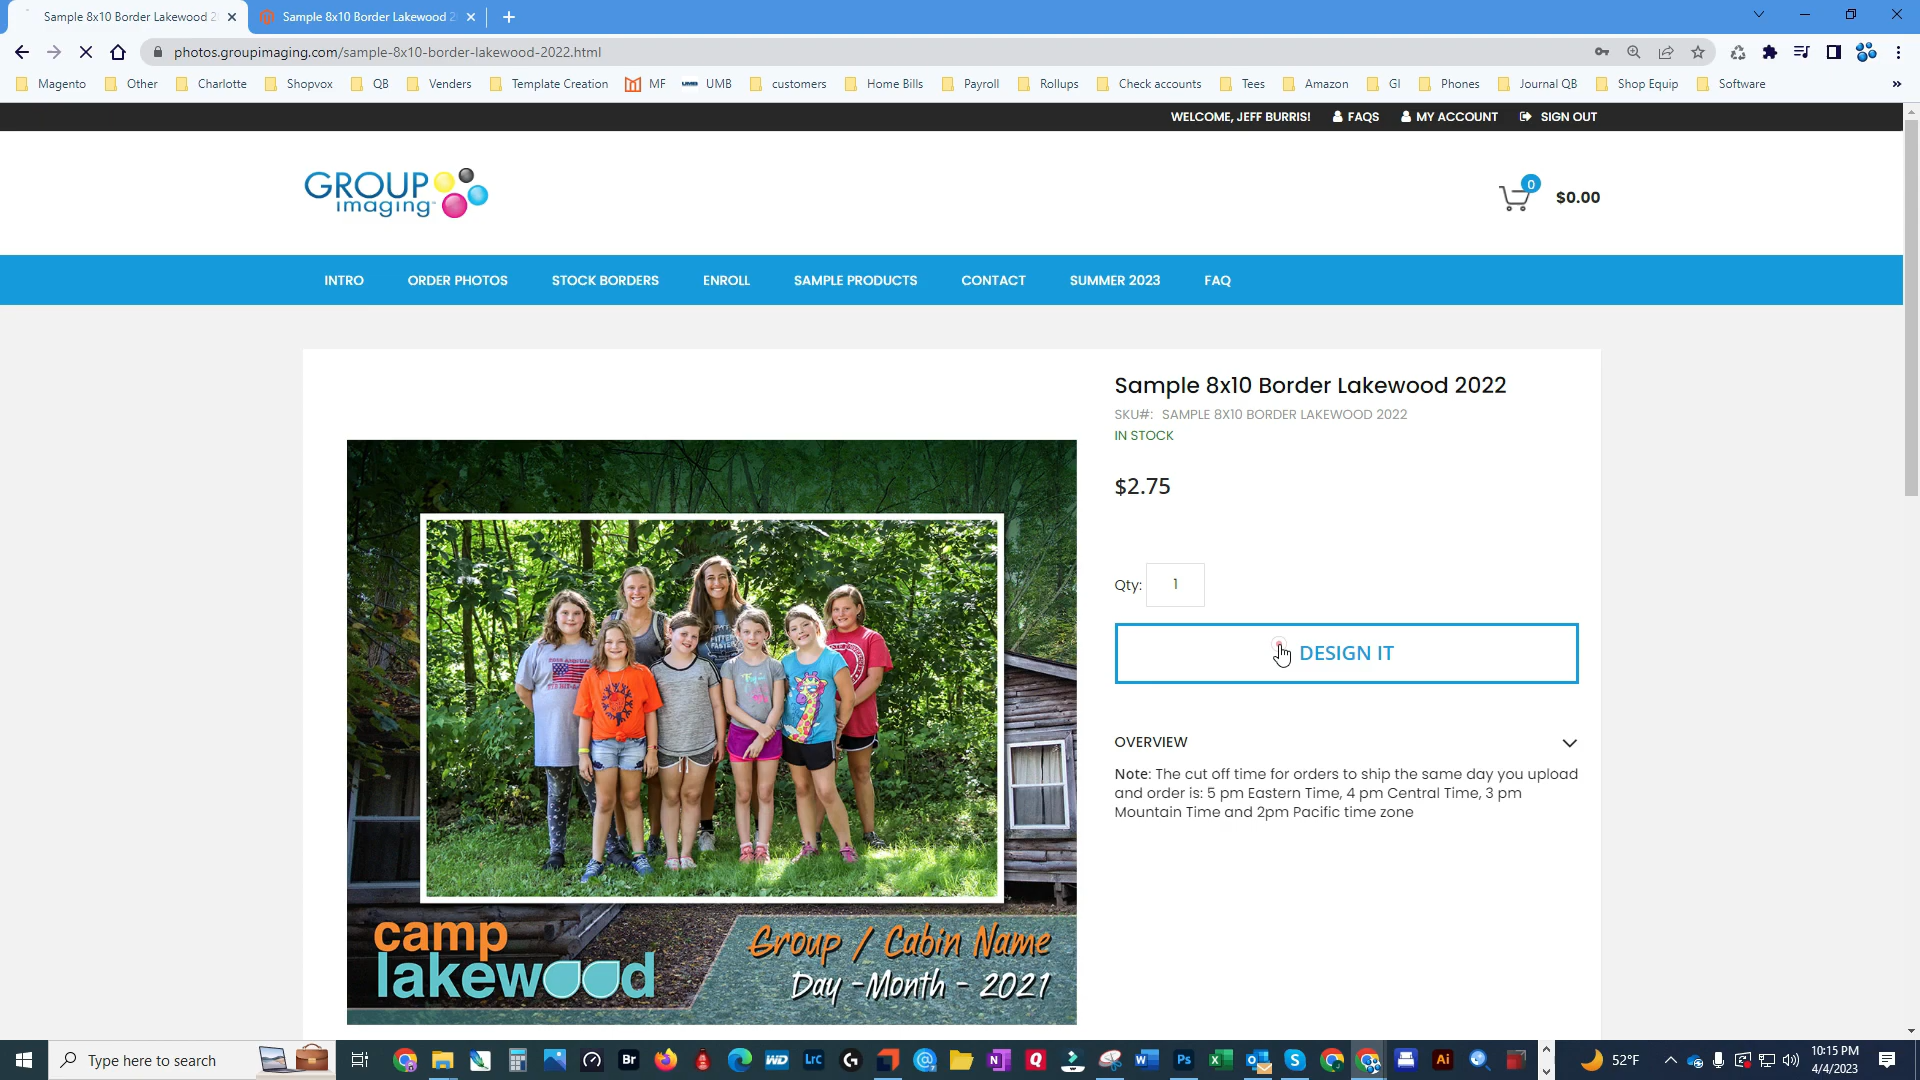 Sample 8x10 Border Lakewood 2
Sample 8x10 Border Lakewood 2
photos.groupimaging.com/sample-8x10-border-lakewood-2022.html
Magento Other Charlotte Shopvox QB Venders Template Creation MF UMB customers Home Bills Payroll Rollups Check accounts Tees Amazon GI Phones Journal QB Shop Equip Software »
WELCOME, JEFF BURRIS! FAQS MY ACCOUNT SIGN OUT
GROUP
imaging
0
$0.00
INTRO ORDER PHOTOS STOCK BORDERS ENROLL SAMPLE PRODUCTS CONTACT SUMMER 2023 FAQ
Sample 8x10 Border Lakewood 2022
SKU#: SAMPLE 8X10 BORDER LAKEWOOD 2022
IN STOCK
$2.75
Qty: 1
DESIGN IT
OVERVIEW
Note: The cut off time for orders to ship the same day you upload
and order is: 5 pm Eastern Time, 4 pm Central Time, 3 pm
Mountain Time and 2pm Pacific time zone
camp
lakewood
Group / Cabin Name
Day -Month - 2021
Type here to search
Br
WD
Lrc
Ps
Ai
52°F
10:15 PM
4/4/2023